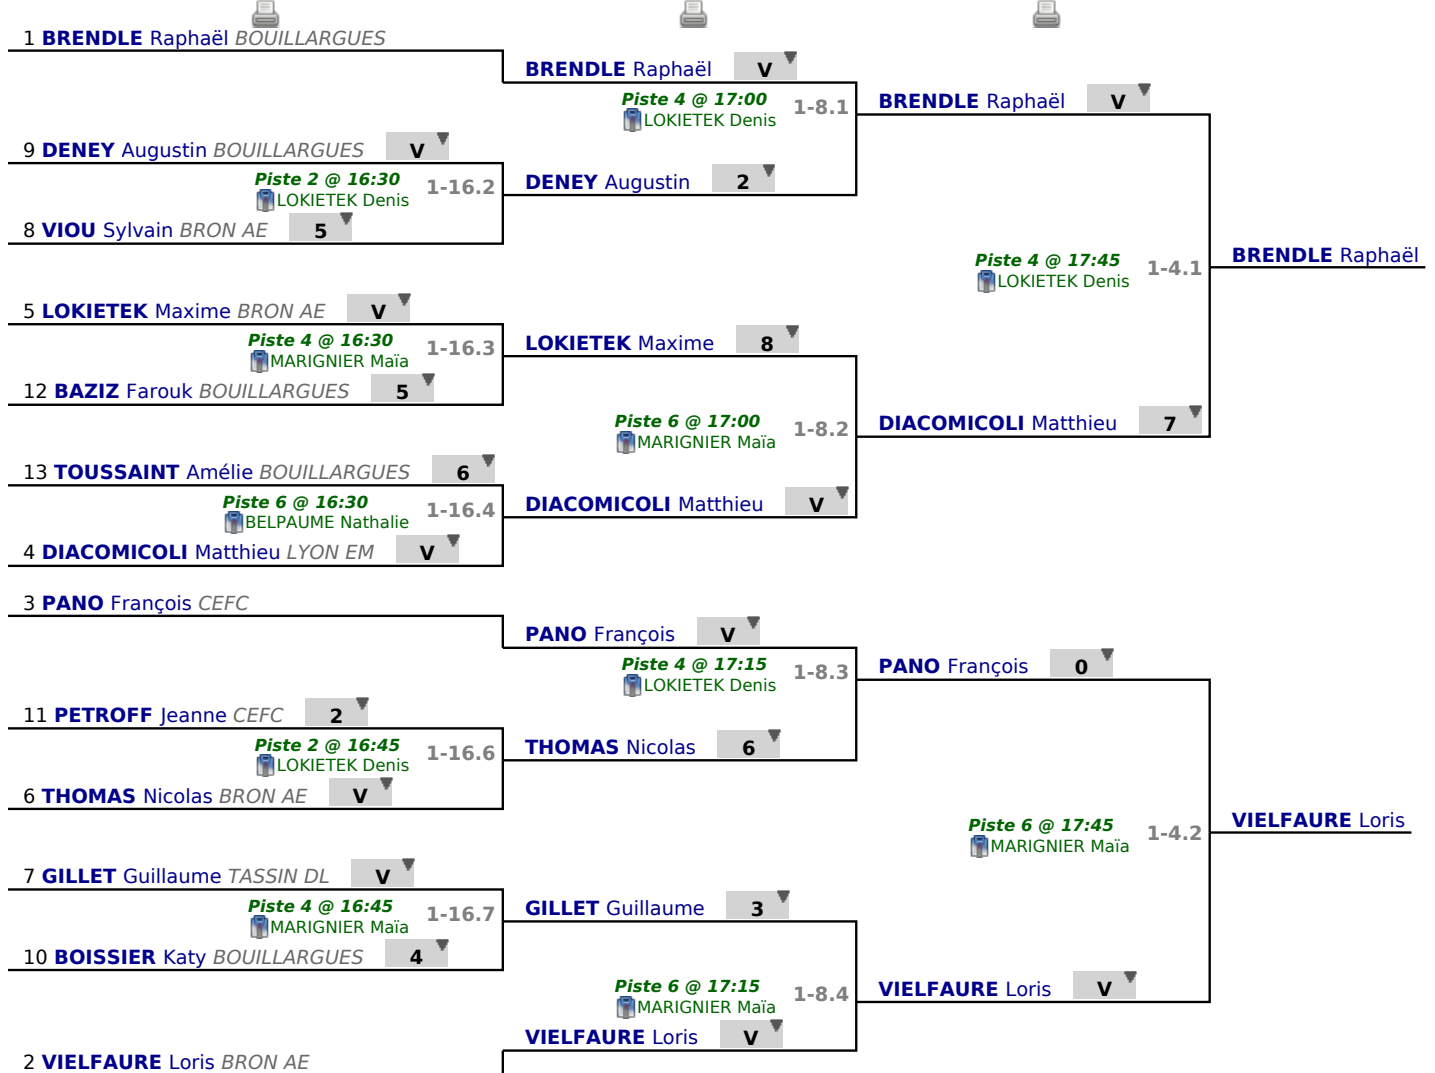 1 BRENDLE Raphaël BOUILLARGUES
BRENDLE Raphaël V
Piste 4 @ 17:00
LOKIETEK Denis
1-8.1
BRENDLE Raphaël V
9 DENEY Augustin BOUILLARGUES V
Piste 2 @ 16:30
LOKIETEK Denis
1-16.2
DENEY Augustin 2
8 VIOU Sylvain BRON AE 5
Piste 4 @ 17:45
LOKIETEK Denis
1-4.1
BRENDLE Raphaël
5 LOKIETEK Maxime BRON AE V
Piste 4 @ 16:30
MARIGNIER Maïa
1-16.3
LOKIETEK Maxime 8
12 BAZIZ Farouk BOUILLARGUES 5
Piste 6 @ 17:00
MARIGNIER Maïa
1-8.2
DIACOMICOLI Matthieu 7
13 TOUSSAINT Amélie BOUILLARGUES 6
Piste 6 @ 16:30
BELPAUME Nathalie
1-16.4
DIACOMICOLI Matthieu V
4 DIACOMICOLI Matthieu LYON EM V
3 PANO François CEFC
PANO François V
Piste 4 @ 17:15
LOKIETEK Denis
1-8.3
PANO François 0
11 PETROFF Jeanne CEFC 2
Piste 2 @ 16:45
LOKIETEK Denis
1-16.6
THOMAS Nicolas 6
6 THOMAS Nicolas BRON AE V
Piste 6 @ 17:45
MARIGNIER Maïa
1-4.2
VIELFAURE Loris
7 GILLET Guillaume TASSIN DL V
Piste 4 @ 16:45
MARIGNIER Maïa
1-16.7
GILLET Guillaume 3
10 BOISSIER Katy BOUILLARGUES 4
Piste 6 @ 17:15
MARIGNIER Maïa
1-8.4
VIELFAURE Loris V
VIELFAURE Loris V
2 VIELFAURE Loris BRON AE